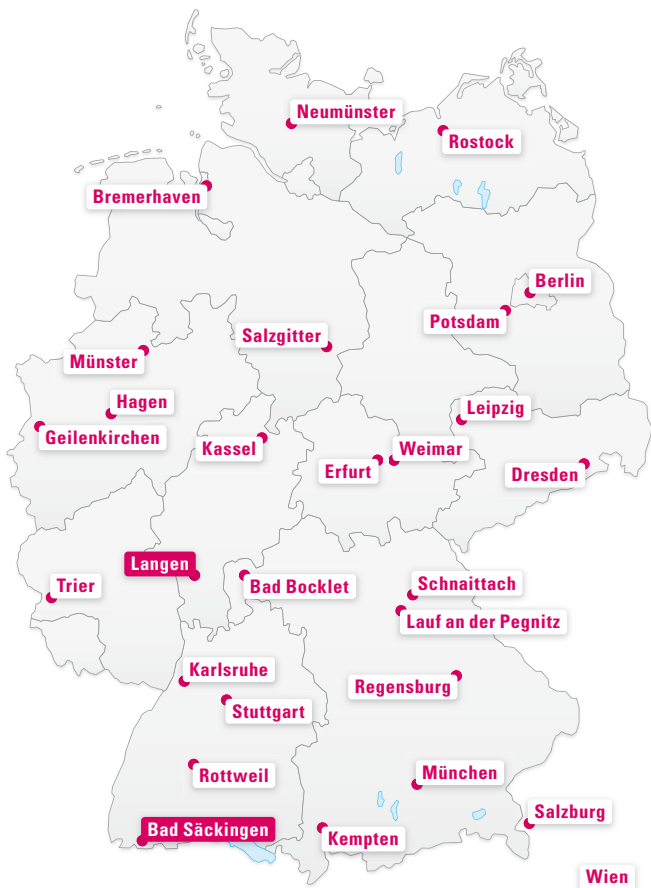 Neumünster
Rostock
Bremerhaven
Berlin
Potsdam
Salzgitter
Münster
Hagen
Leipzig
Geilenkirchen
Kassel
Weimar
Erfurt
Dresden
Langen
Trier
Bad Bocklet
Schnaittach
Lauf an der Pegnitz
Karlsruhe
Regensburg
Stuttgart
Rottweil
München
Salzburg
Bad Säckingen
Kempten
Wien